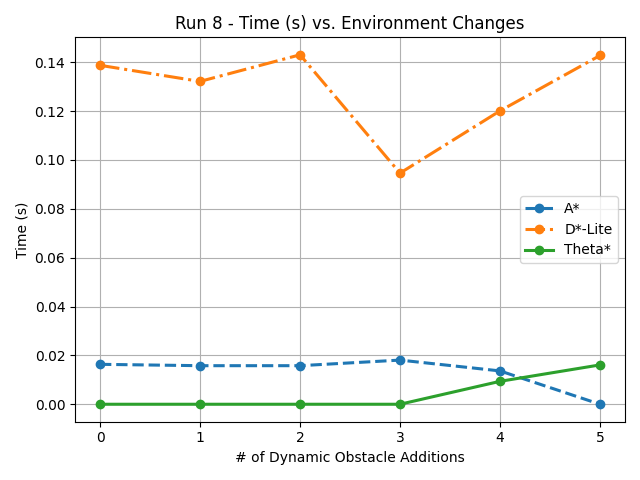 Run 8 - Time (s) vs. Environment Changes
Time (s)
0.14
0.12
0.10
0.08
0.06
0.04
0.02
0.00
A*
D*-Lite
Theta*
0 1 2 3 4 5
# of Dynamic Obstacle Additions